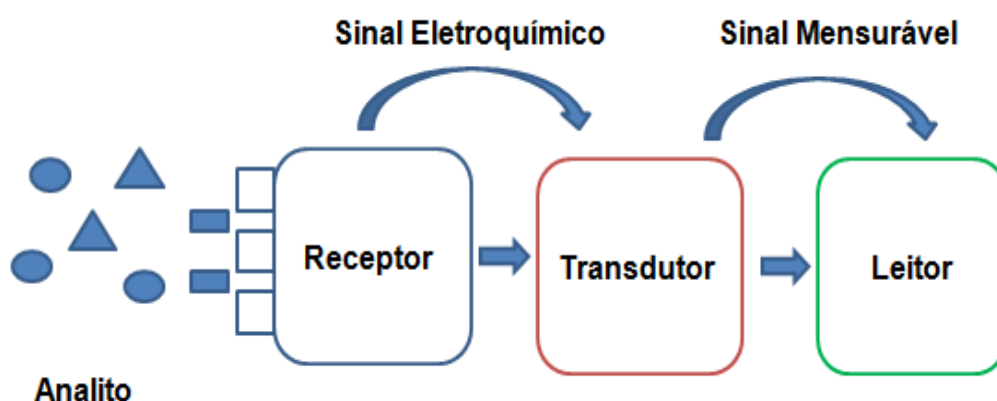 Sinal Eletroquímico
Sinal Mensurável
Receptor
Transdutor
Leitor
Analito